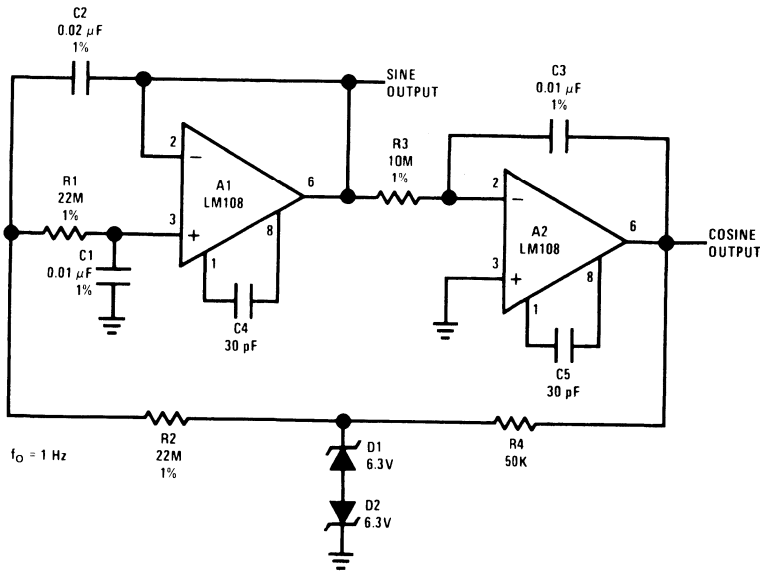 C2
0.02 μF
1%
SINE
OUTPUT
C3
0.01 μF
1%
2
−
A1
LM108
6
3
+
1
8
R1
22M
1%
C1
0.01 μF
1%
C4
30 pF
R3
10M
1%
2
−
A2
LM108
6
3
+
1
8
COSINE
OUTPUT
C5
30 pF
R2
22M
1%
D1
6.3V
D2
6.3V
R4
50K
fO = 1 Hz